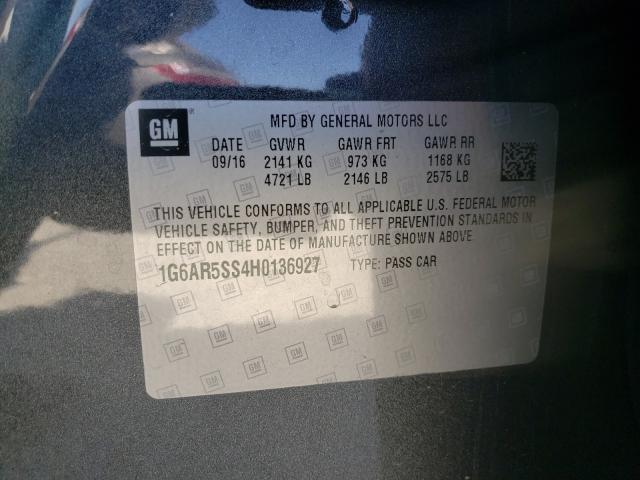 GM
MFD BY GENERAL MOTORS LLC
DATE GVWR GAWR FRT GAWR RR
09/16 2141 KG 973 KG 1168 KG
4721 LB 2146 LB 2575 LB
THIS VEHICLE CONFORMS TO ALL APPLICABLE U.S. FEDERAL MOTOR
VEHICLE SAFETY, BUMPER, AND THEFT PREVENTION STANDARDS IN
EFFECT ON THE DATE OF MANUFACTURE SHOWN ABOVE.
1G6AR5SS4H0136927 TYPE: PASS CAR